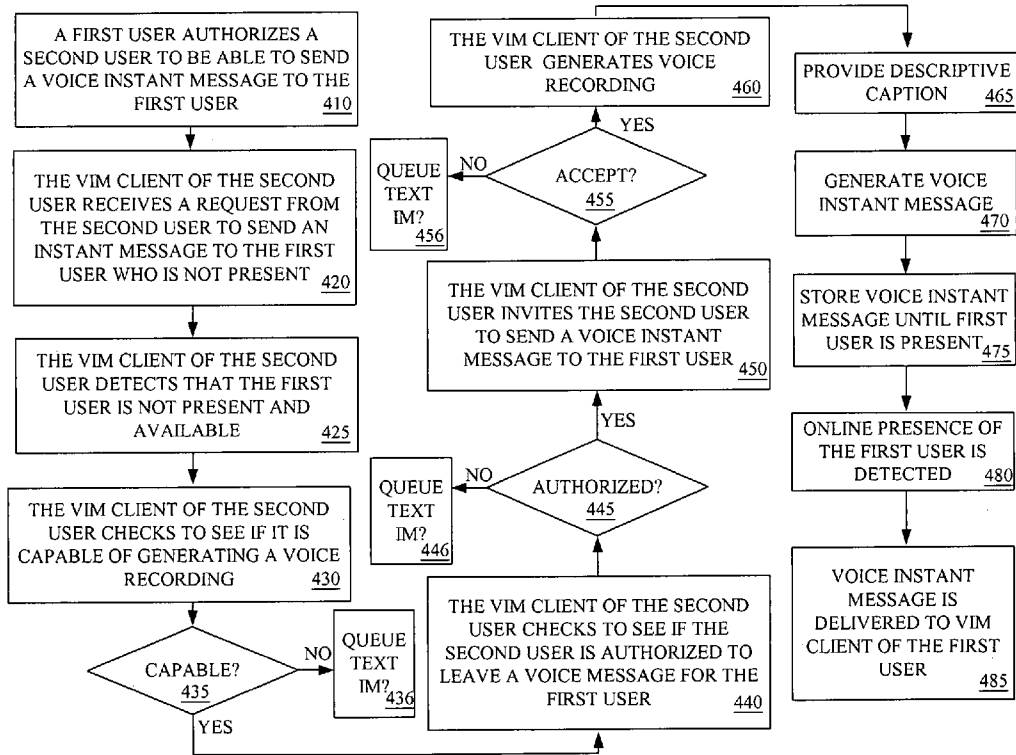 A FIRST USER AUTHORIZES A
SECOND USER TO BE ABLE TO SEND
A VOICE INSTANT MESSAGE TO THE
FIRST USER
410
THE VIM CLIENT OF THE SECOND
USER RECEIVES A REQUEST FROM
THE SECOND USER TO SEND AN
INSTANT MESSAGE TO THE FIRST
USER WHO IS NOT PRESENT
420
THE VIM CLIENT OF THE SECOND
USER DETECTS THAT THE FIRST
USER IS NOT PRESENT AND
AVAILABLE
425
THE VIM CLIENT OF THE SECOND
USER CHECKS TO SEE IF IT IS
CAPABLE OF GENERATING A VOICE
RECORDING
430
CAPABLE?
435
NO
QUEUE
TEXT
IM?
436
YES
THE VIM CLIENT OF THE SECOND
USER CHECKS TO SEE IF THE
SECOND USER IS AUTHORIZED TO
LEAVE A VOICE MESSAGE FOR THE
FIRST USER
440
AUTHORIZED?
445
NO
QUEUE
TEXT
IM?
446
YES
THE VIM CLIENT OF THE SECOND
USER INVITES THE SECOND USER
TO SEND A VOICE INSTANT
MESSAGE TO THE FIRST USER
450
ACCEPT?
455
NO
QUEUE
TEXT
IM?
456
YES
THE VIM CLIENT OF THE SECOND
USER GENERATES VOICE
RECORDING
460
PROVIDE DESCRIPTIVE
CAPTION
465
GENERATE VOICE
INSTANT MESSAGE
470
STORE VOICE INSTANT
MESSAGE UNTIL FIRST
USER IS PRESENT
475
ONLINE PRESENCE OF
THE FIRST USER IS
DETECTED
480
VOICE INSTANT
MESSAGE IS
DELIVERED TO VIM
CLIENT OF THE FIRST
USER
485